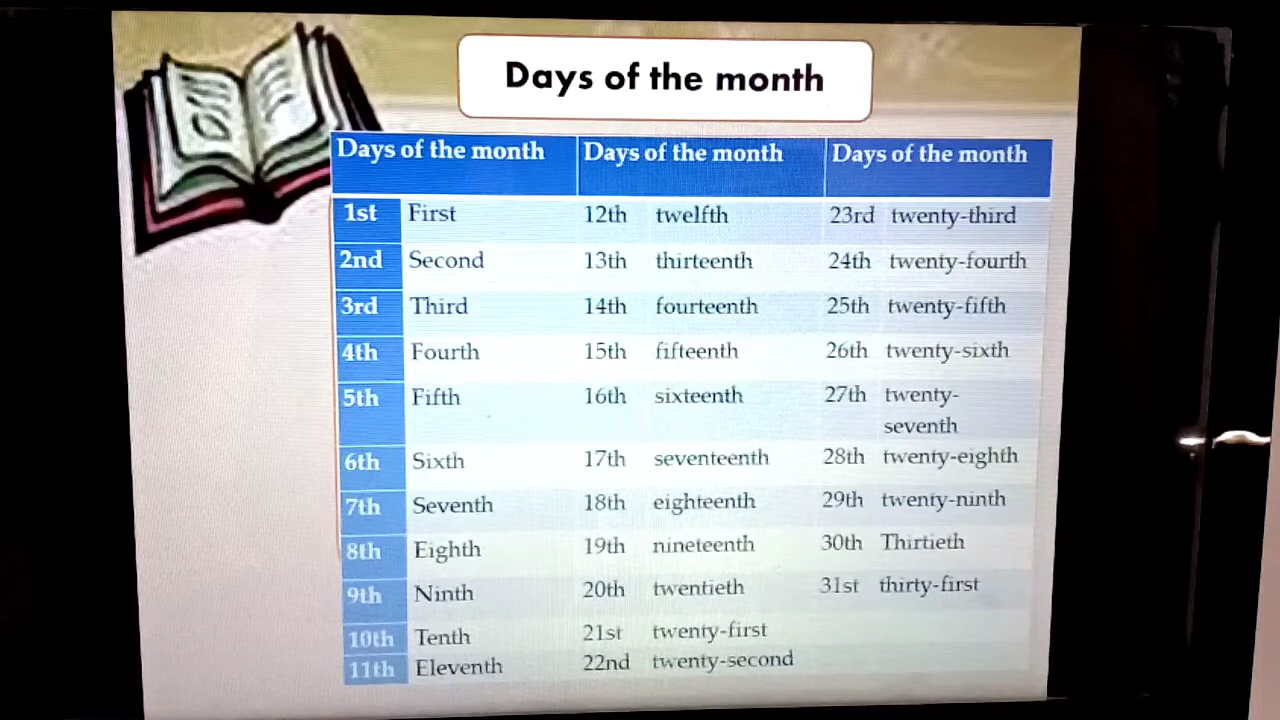 Days of the month
Days of the month Days of the month Days of the month
1st First 12th twelfth 23rd twenty-third
2nd Second 13th thirteenth 24th twenty-fourth
3rd Third 14th fourteenth 25th twenty-fifth
4th Fourth 15th fifteenth 26th twenty-sixth
5th Fifth 16th sixteenth 27th twenty-
seventh
6th Sixth 17th seventeenth 28th twenty-eighth
7th Seventh 18th eighteenth 29th twenty-ninth
8th Eighth 19th nineteenth 30th Thirtieth
9th Ninth 20th twentieth 31st thirty-first
10th Tenth 21st twenty-first
11th Eleventh 22nd twenty-second